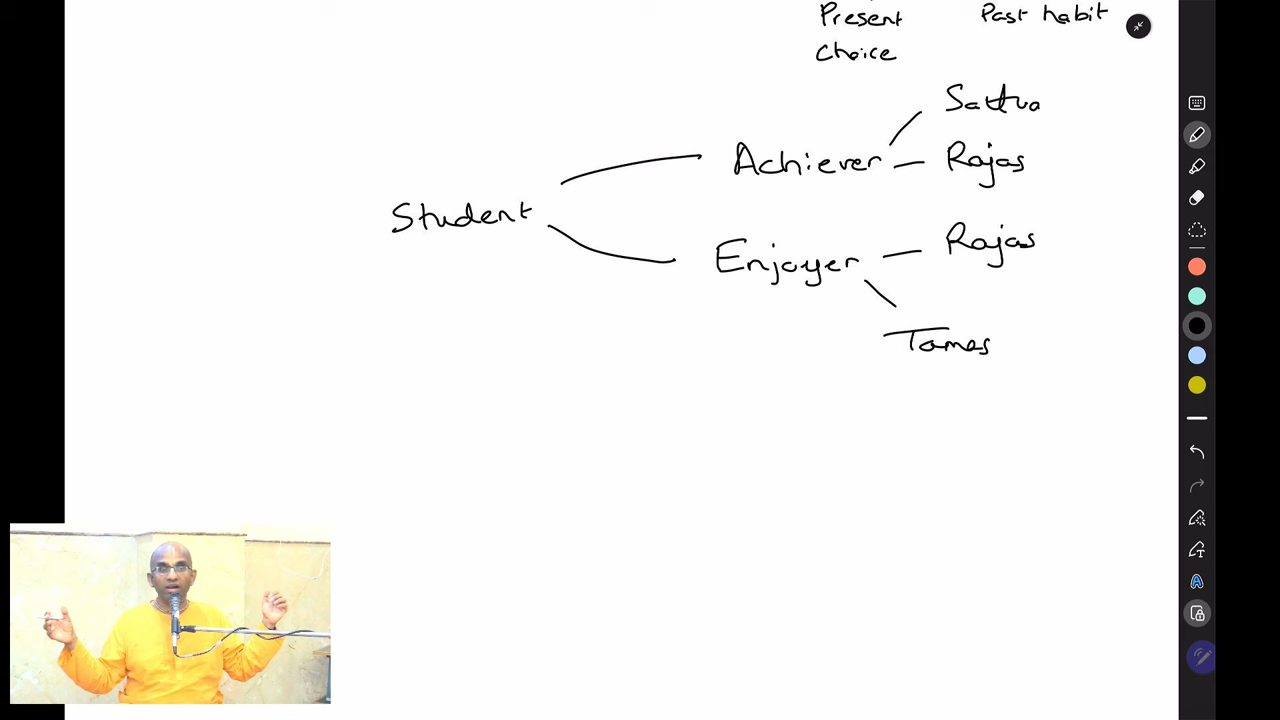 Present Past habit
Choice
Sattva
Achiever Rajas
Student
Enjoyer Rajas
Tamas